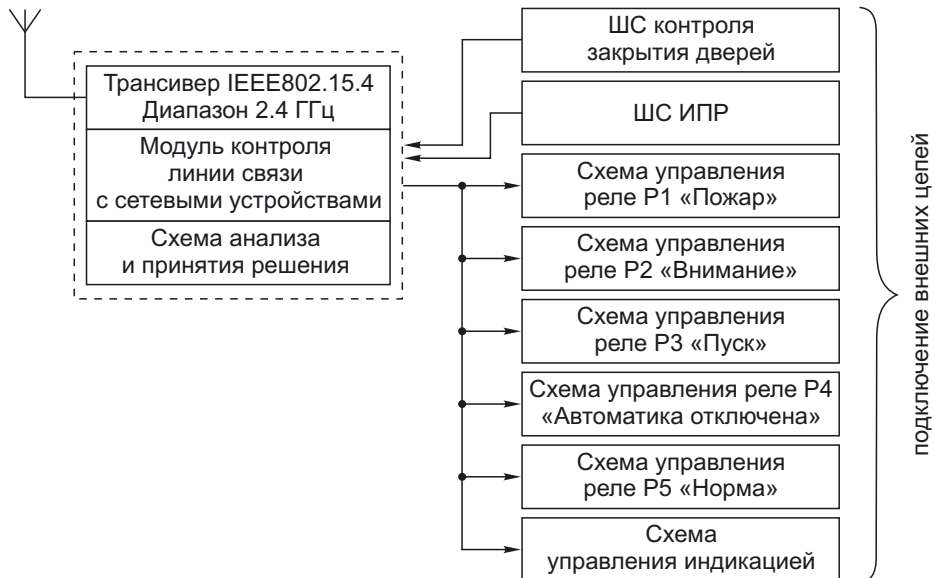 Трансивер IEEE802.15.4
Диапазон 2.4 ГГц
Модуль контроля
линии связи
с сетевыми устройствами
Схема анализа
и принятия решения
ШС контроля
закрытия дверей
ШС ИПР
Схема управления
реле Р1 «Пожар»
Схема управления
реле Р2 «Внимание»
Схема управления
реле Р3 «Пуск»
Схема управления реле Р4
«Автоматика отключена»
Схема управления
реле Р5 «Норма»
Схема
управления индикацией
подключение внешних цепей